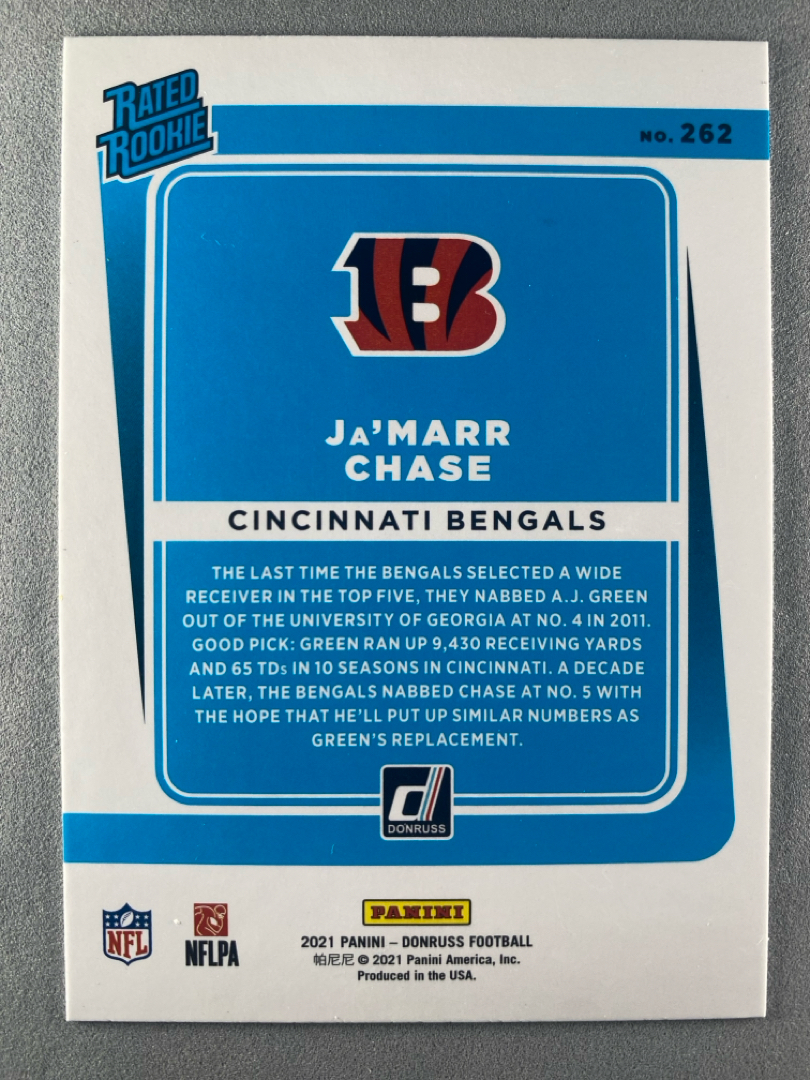 RATED
ROOKIE
NO. 262
B
JA'MARR
CHASE
CINCINNATI BENGALS
THE LAST TIME THE BENGALS SELECTED A WIDE
RECEIVER IN THE TOP FIVE, THEY NABBED A.J. GREEN
OUT OF THE UNIVERSITY OF GEORGIA AT NO. 4 IN 2011.
GOOD PICK: GREEN RAN UP 9,430 RECEIVING YARDS
AND 65 TDs IN 10 SEASONS IN CINCINNATI. A DECADE
LATER, THE BENGALS NABBED CHASE AT NO. 5 WITH
THE HOPE THAT HE'LL PUT UP SIMILAR NUMBERS AS
GREEN'S REPLACEMENT.
d
DONRUSS
NFL
NFLPA
PANINI
2021 PANINI – DONRUSS FOOTBALL
帕尼尼 © 2021 Panini America, Inc.
Produced in the USA.